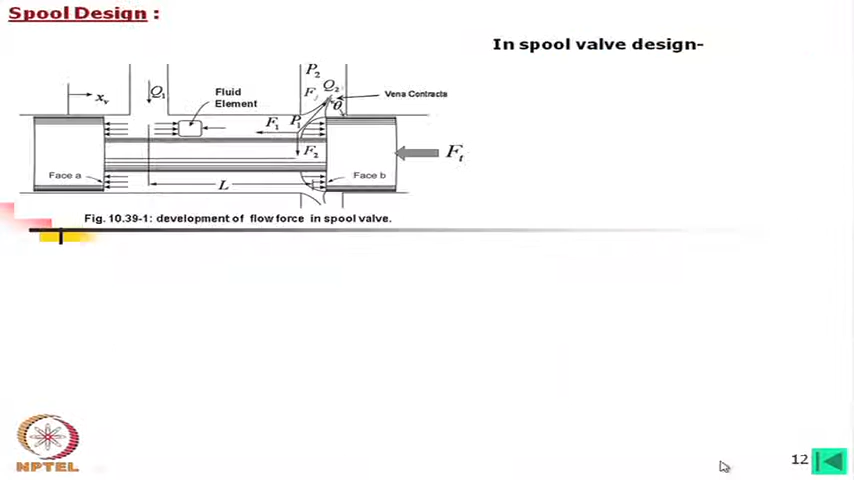 Spool Design :
In spool valve design-
P2
Q1
Fluid
Element
Fj
Q2
θ
Vena Contracta
xv
F1
P1
F2
Ft
Face a
Face b
L
Fig. 10.39-1: development of flow force in spool valve.
NPTEL
12